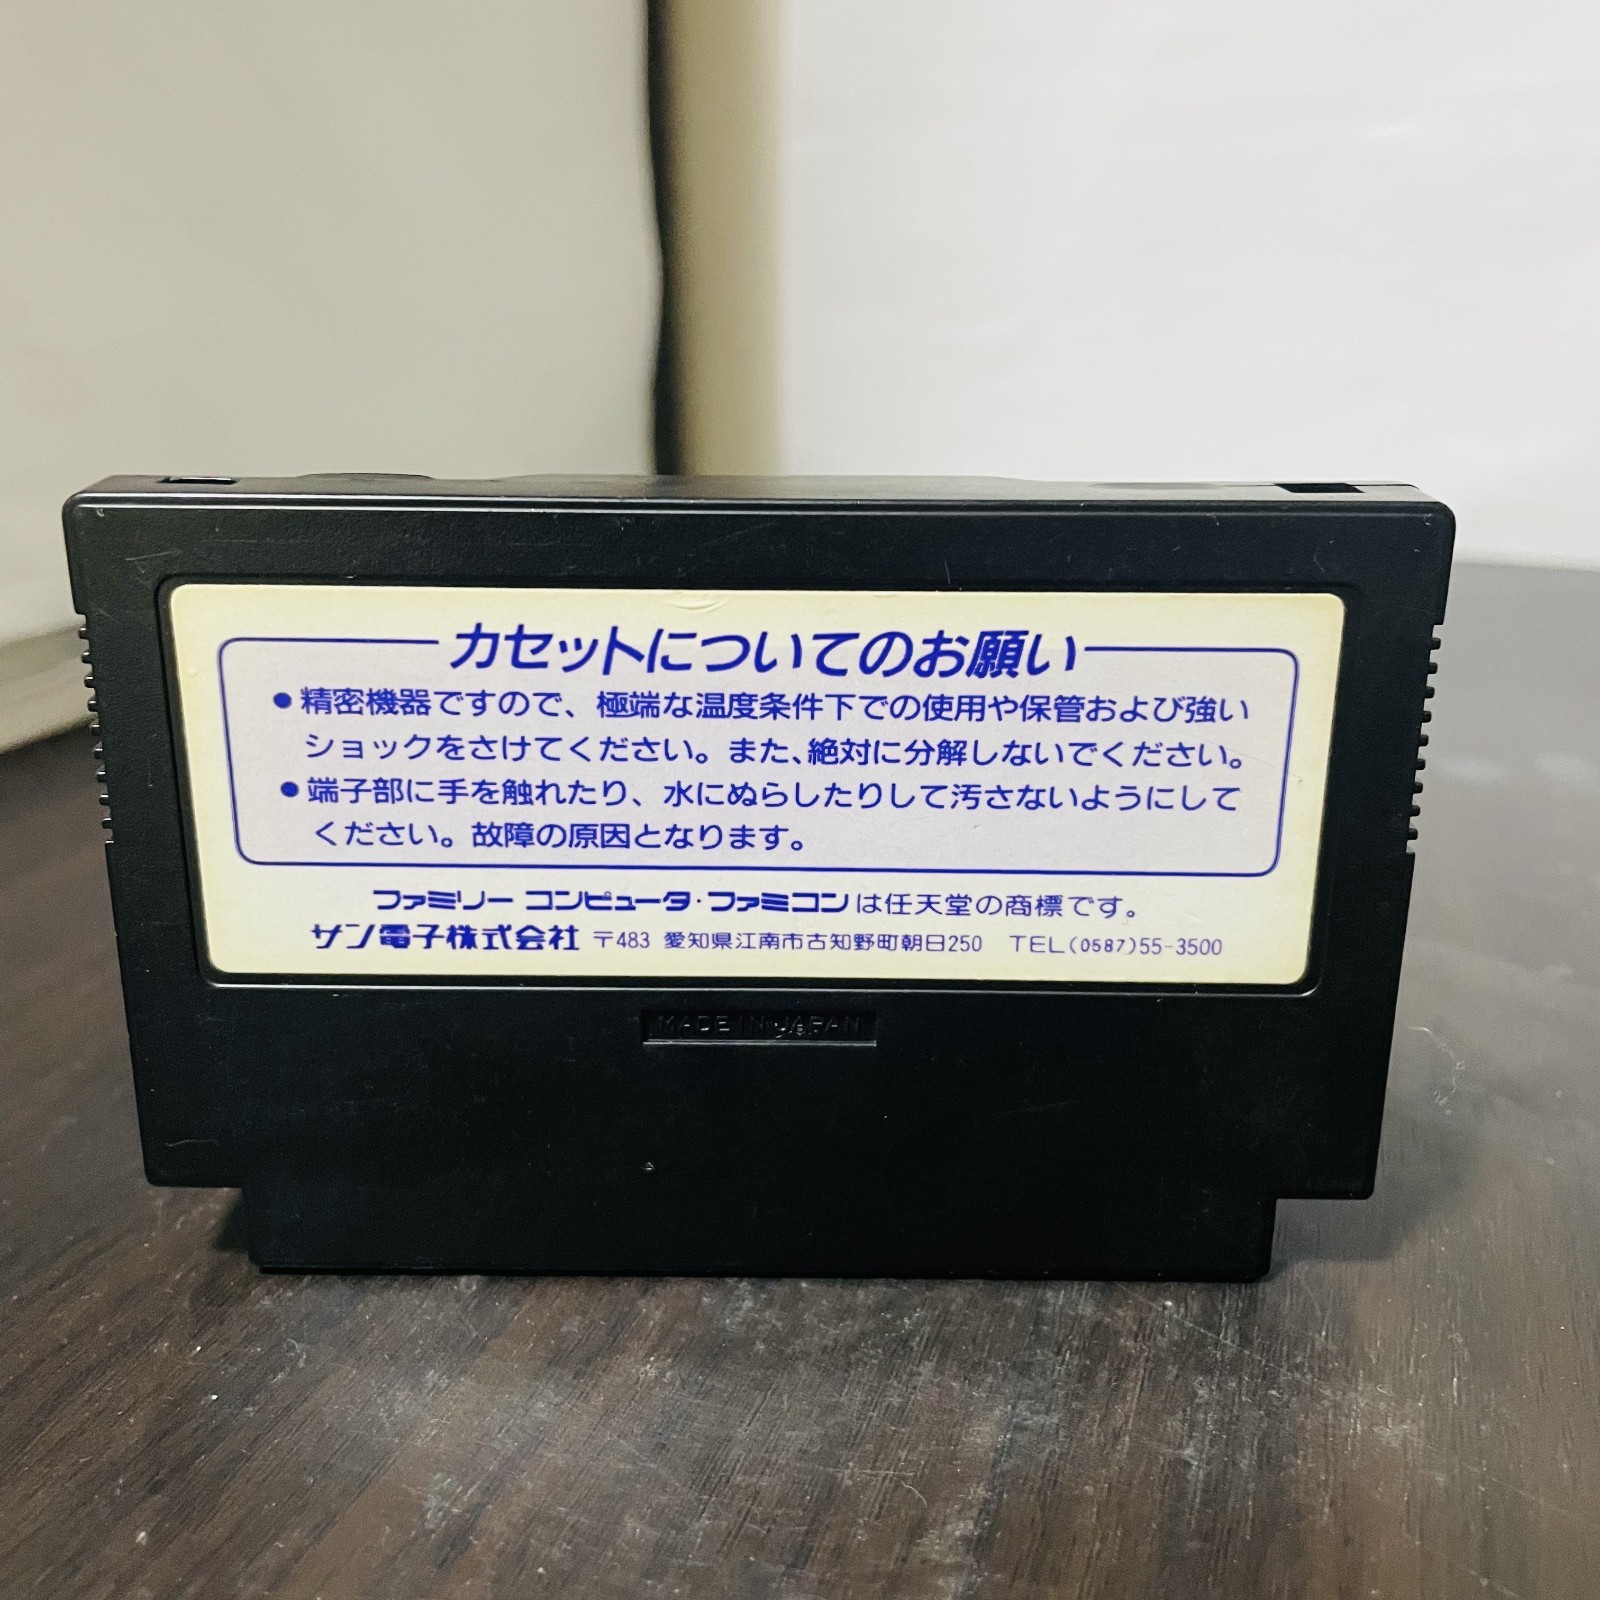 カセットについてのお願い
●精密機器ですので、極端な温度条件下での使用や保管および強い
ショックをさけてください。また、絶対に分解しないでください。
●端子部に手を触れたり、水にぬらしたりして汚さないようにして
ください。故障の原因となります。
ファミリー コンピュータ・ファミコンは任天堂の商標です。
サン電子株式会社 〒483 愛知県江南市古知野町朝日250 TEL(0587)55-3500
MADE IN JAPAN